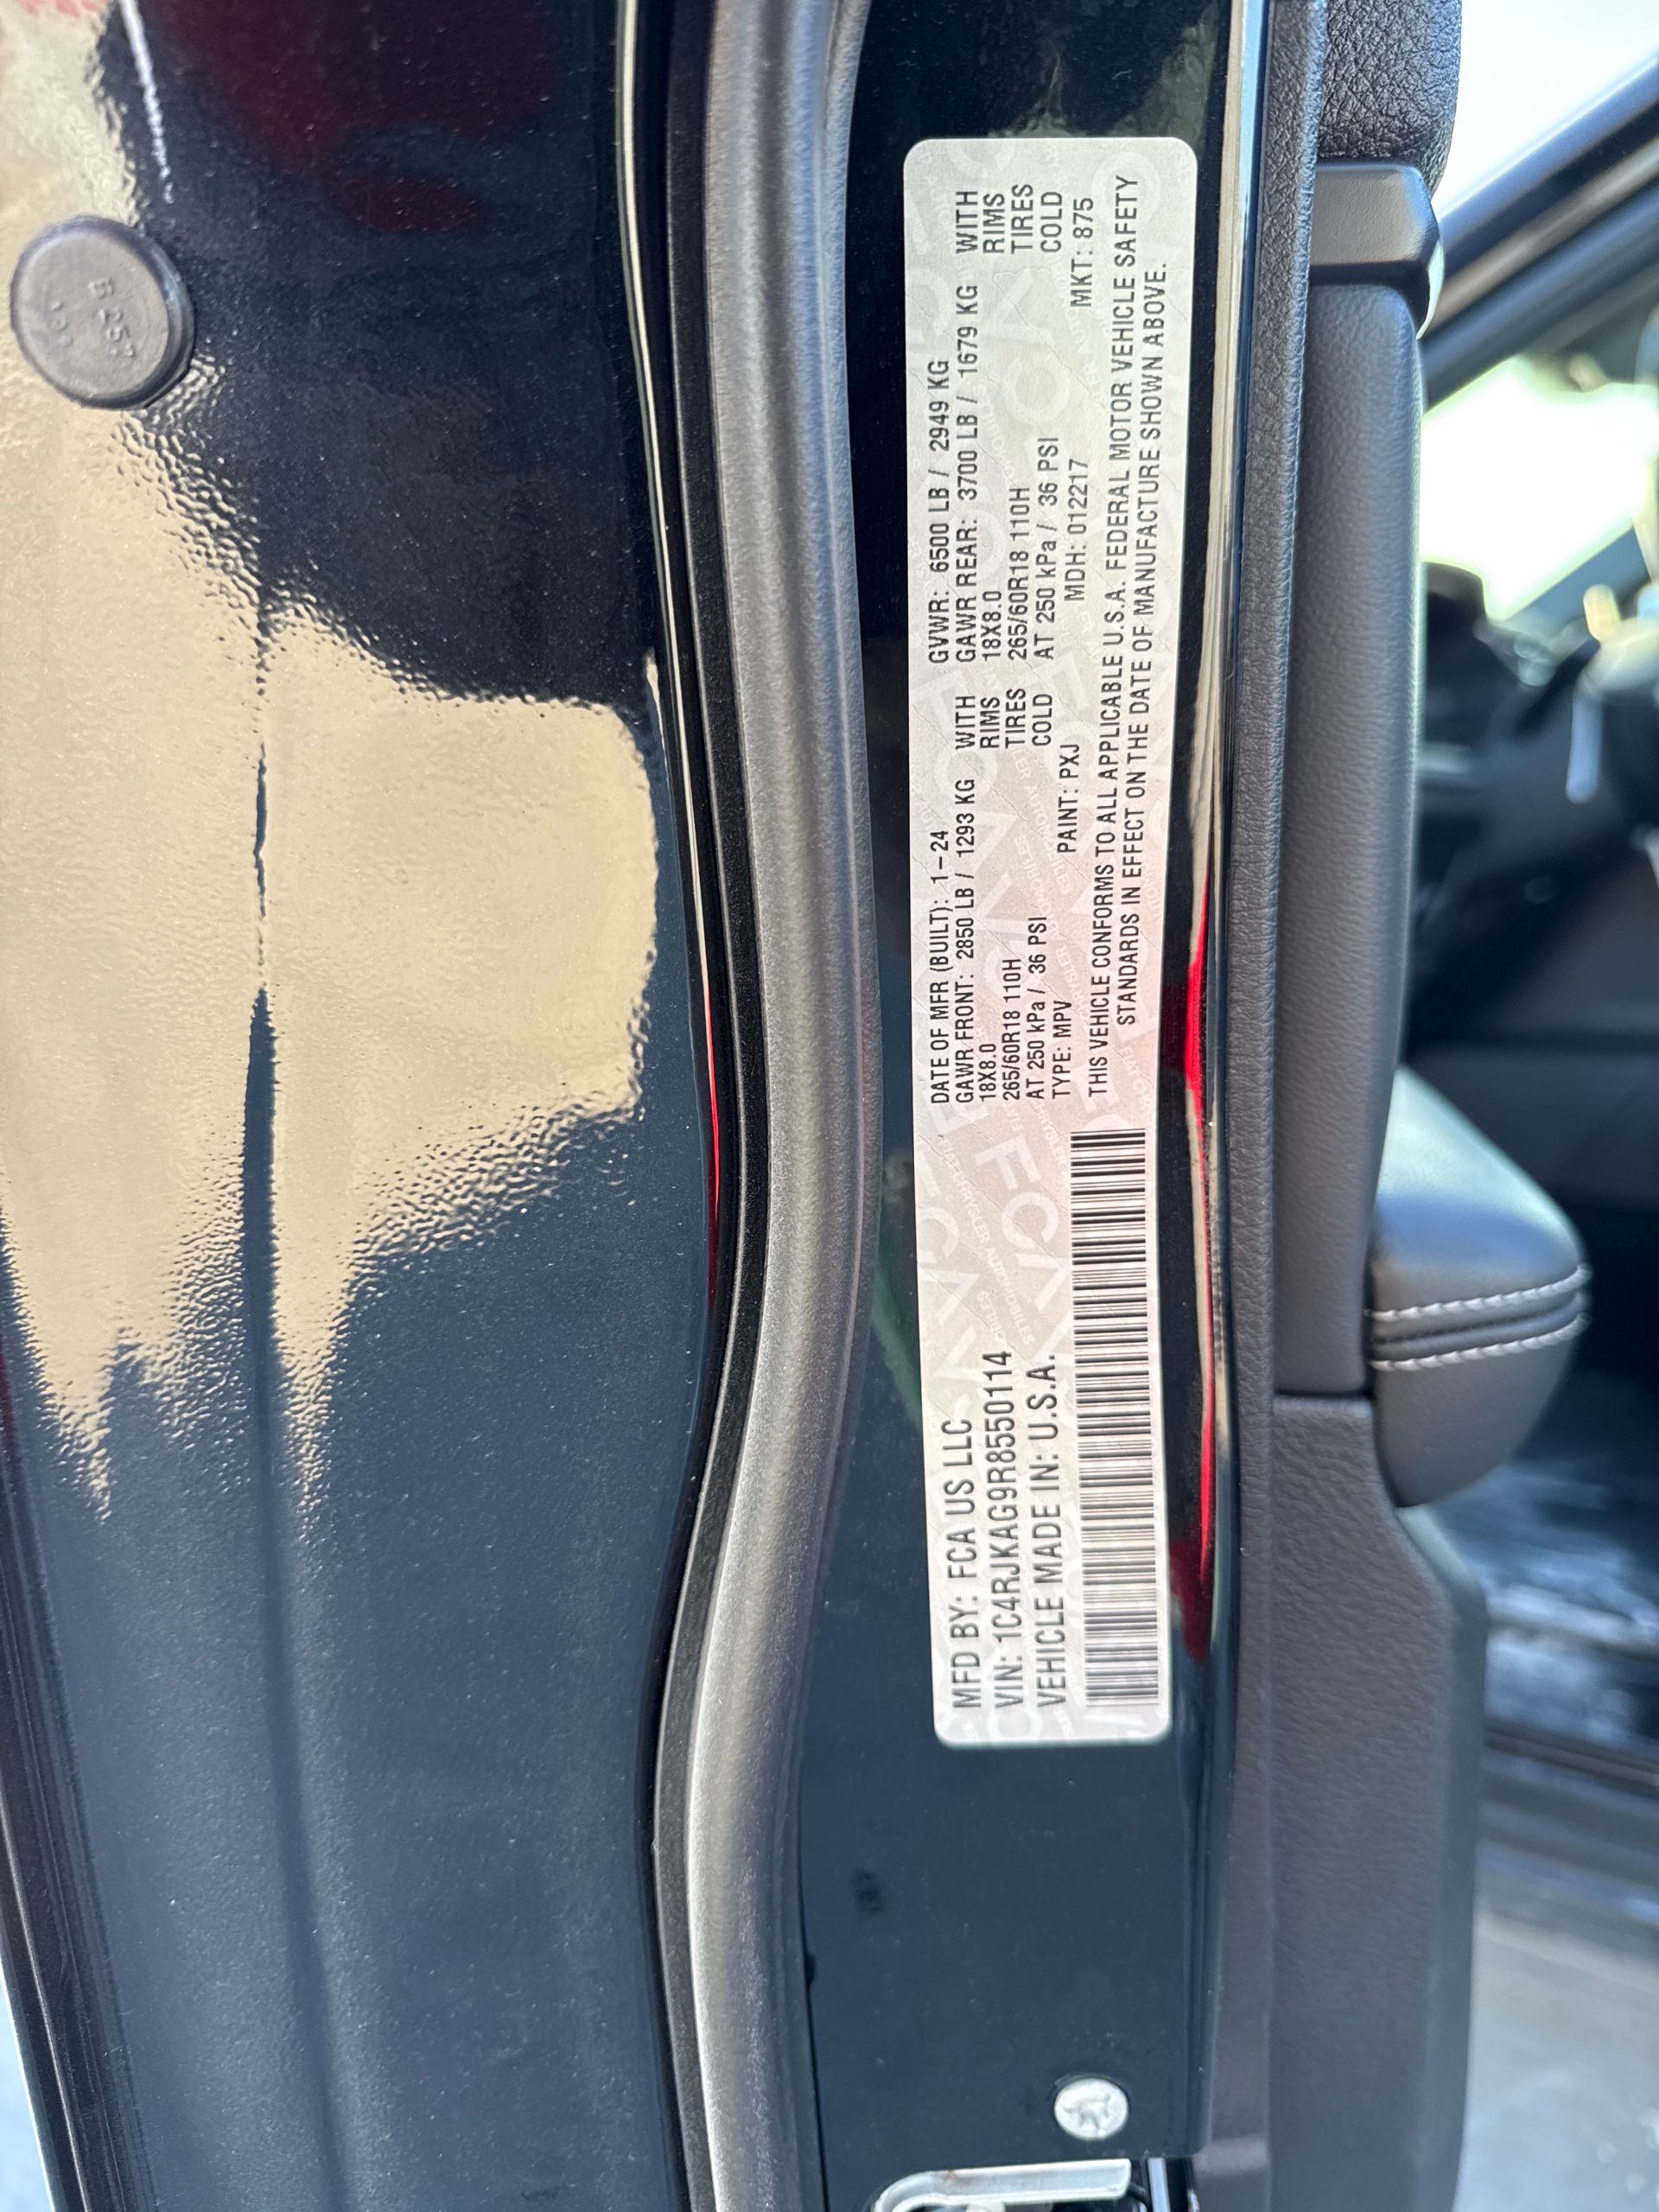 MFD BY: FCA US LLC
VIN: 1C4RJKAG9R8550114
VEHICLE MADE IN: U.S.A.
DATE OF MFR (BUILT): 1-24 GVWR: 6500 LB / 2949 KG
GAWR FRONT: 2850 LB / 1293 KG WITH GAWR REAR: 3700 LB / 1679 KG WITH
18X8.0 RIMS 18X8.0 RIMS
265/60R18 110H TIRES 265/60R18 110H TIRES
AT 250 kPa / 36 PSI COLD AT 250 kPa / 36 PSI COLD
TYPE: MPV PAINT: PXJ MDH: 012217 MKT: 875
THIS VEHICLE CONFORMS TO ALL APPLICABLE U.S.A. FEDERAL MOTOR VEHICLE SAFETY
STANDARDS IN EFFECT ON THE DATE OF MANUFACTURE SHOWN ABOVE.
FCA